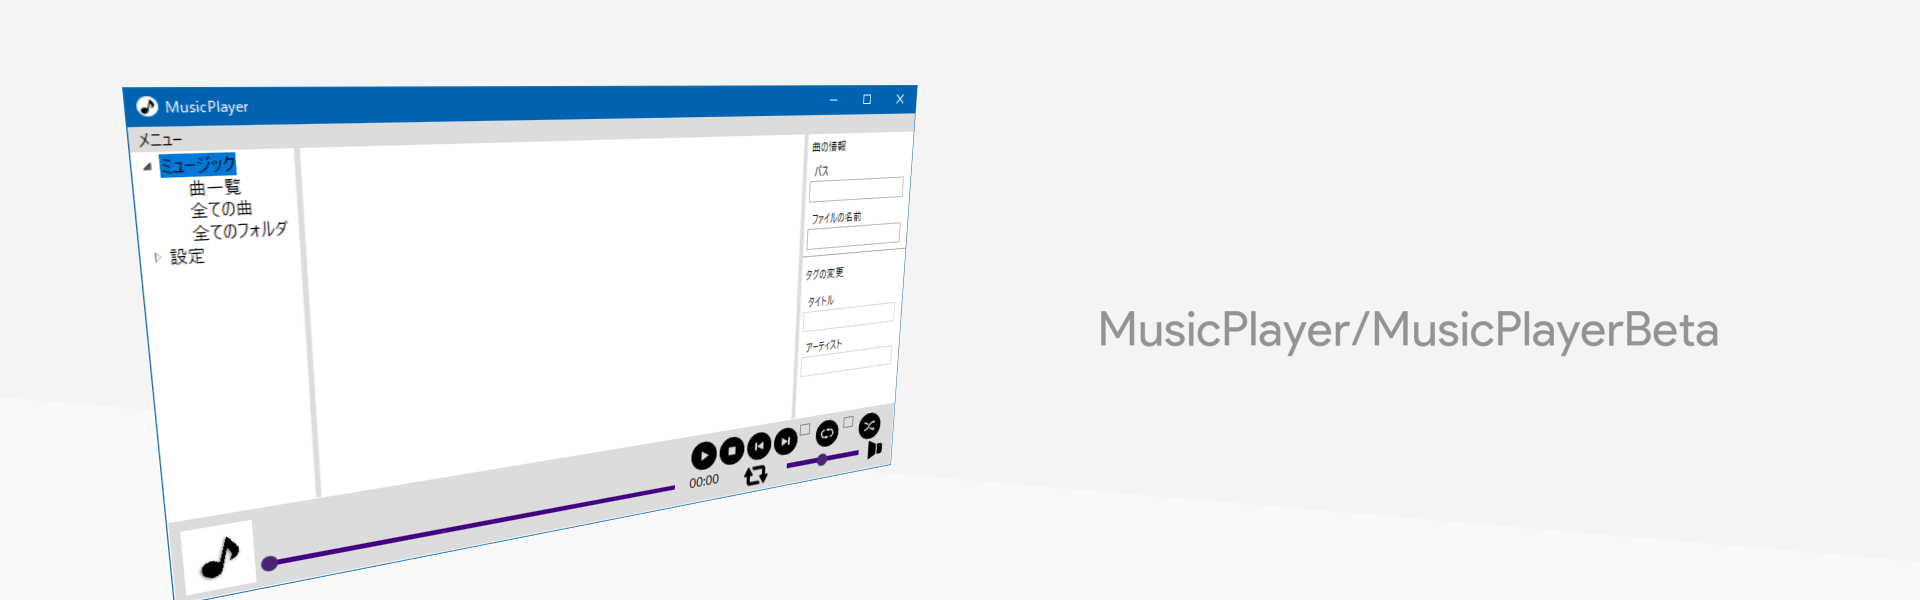 MusicPlayer
メニュー
ミュージック
曲一覧
全ての曲
全てのフォルダ
設定
曲の情報
パス
ファイルの名前
タグの変更
タイトル
アーティスト
00:00
MusicPlayer/MusicPlayerBeta